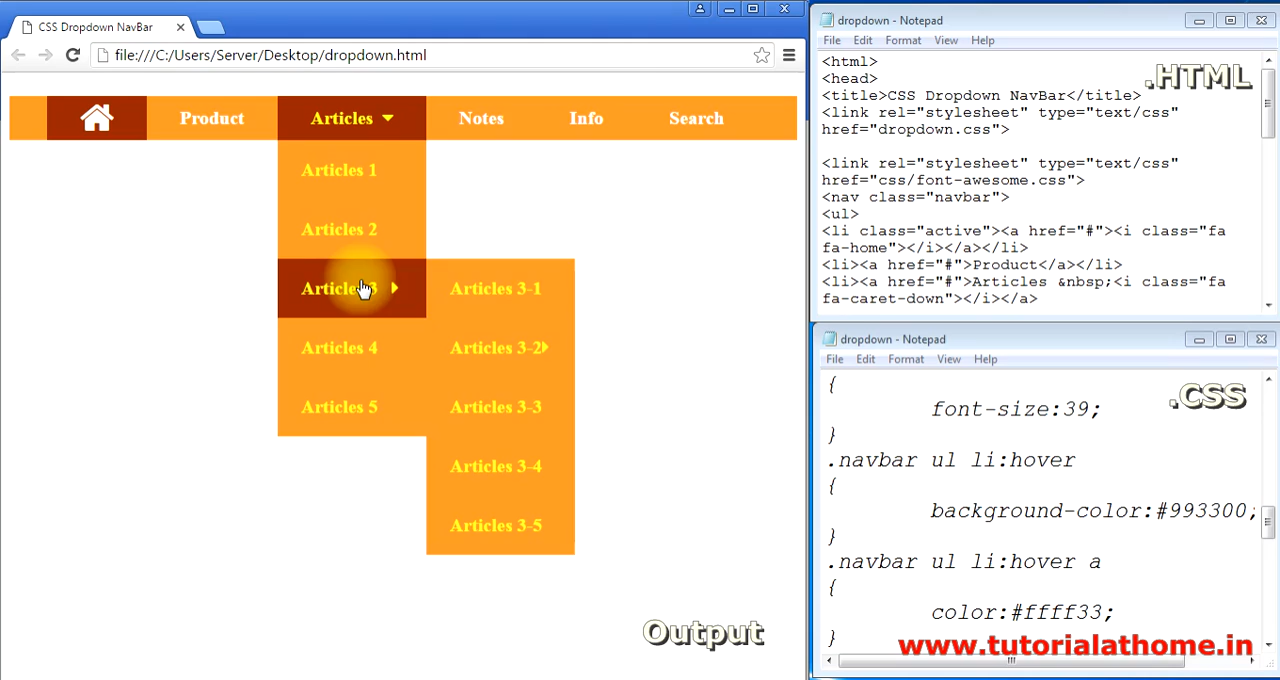 CSS Dropdown NavBar
file:///C:/Users/Server/Desktop/dropdown.html
Product Articles Notes Info Search
Articles 1
Articles 2
Articles 3 Articles 3-1
Articles 4 Articles 3-2
Articles 5 Articles 3-3
Articles 3-4
Articles 3-5
Output
dropdown - Notepad
File Edit Format View Help
.HTML
<html>
<head>
<title>CSS Dropdown NavBar</title>
<link rel="stylesheet" type="text/css"
href="dropdown.css">
<link rel="stylesheet" type="text/css"
href="css/font-awesome.css">
<nav class="navbar">
<ul>
<li class="active"><a href="#"><i class="fa
fa-home"></i></a></li>
<li><a href="#">Product</a></li>
<li><a href="#">Articles &nbsp;<i class="fa
fa-caret-down"></i></a>
dropdown - Notepad
File Edit Format View Help
.CSS
{
font-size:39;
}
.navbar ul li:hover
{
background-color:#993300;
}
.navbar ul li:hover a
{
color:#ffff33;
}
www.tutorialathome.in